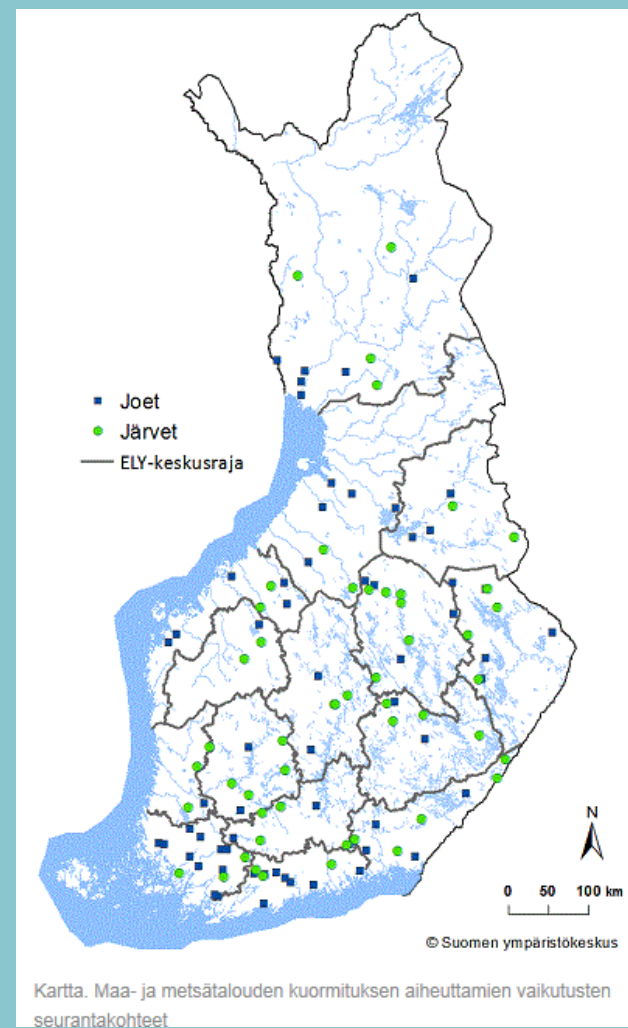 Joet
Järvet
ELY-keskusraja
N
0 50 100 km
© Suomen ympäristökeskus
Kartta. Maa- ja metsätalouden kuormituksen aiheuttamien vaikutusten
seurantakohteet